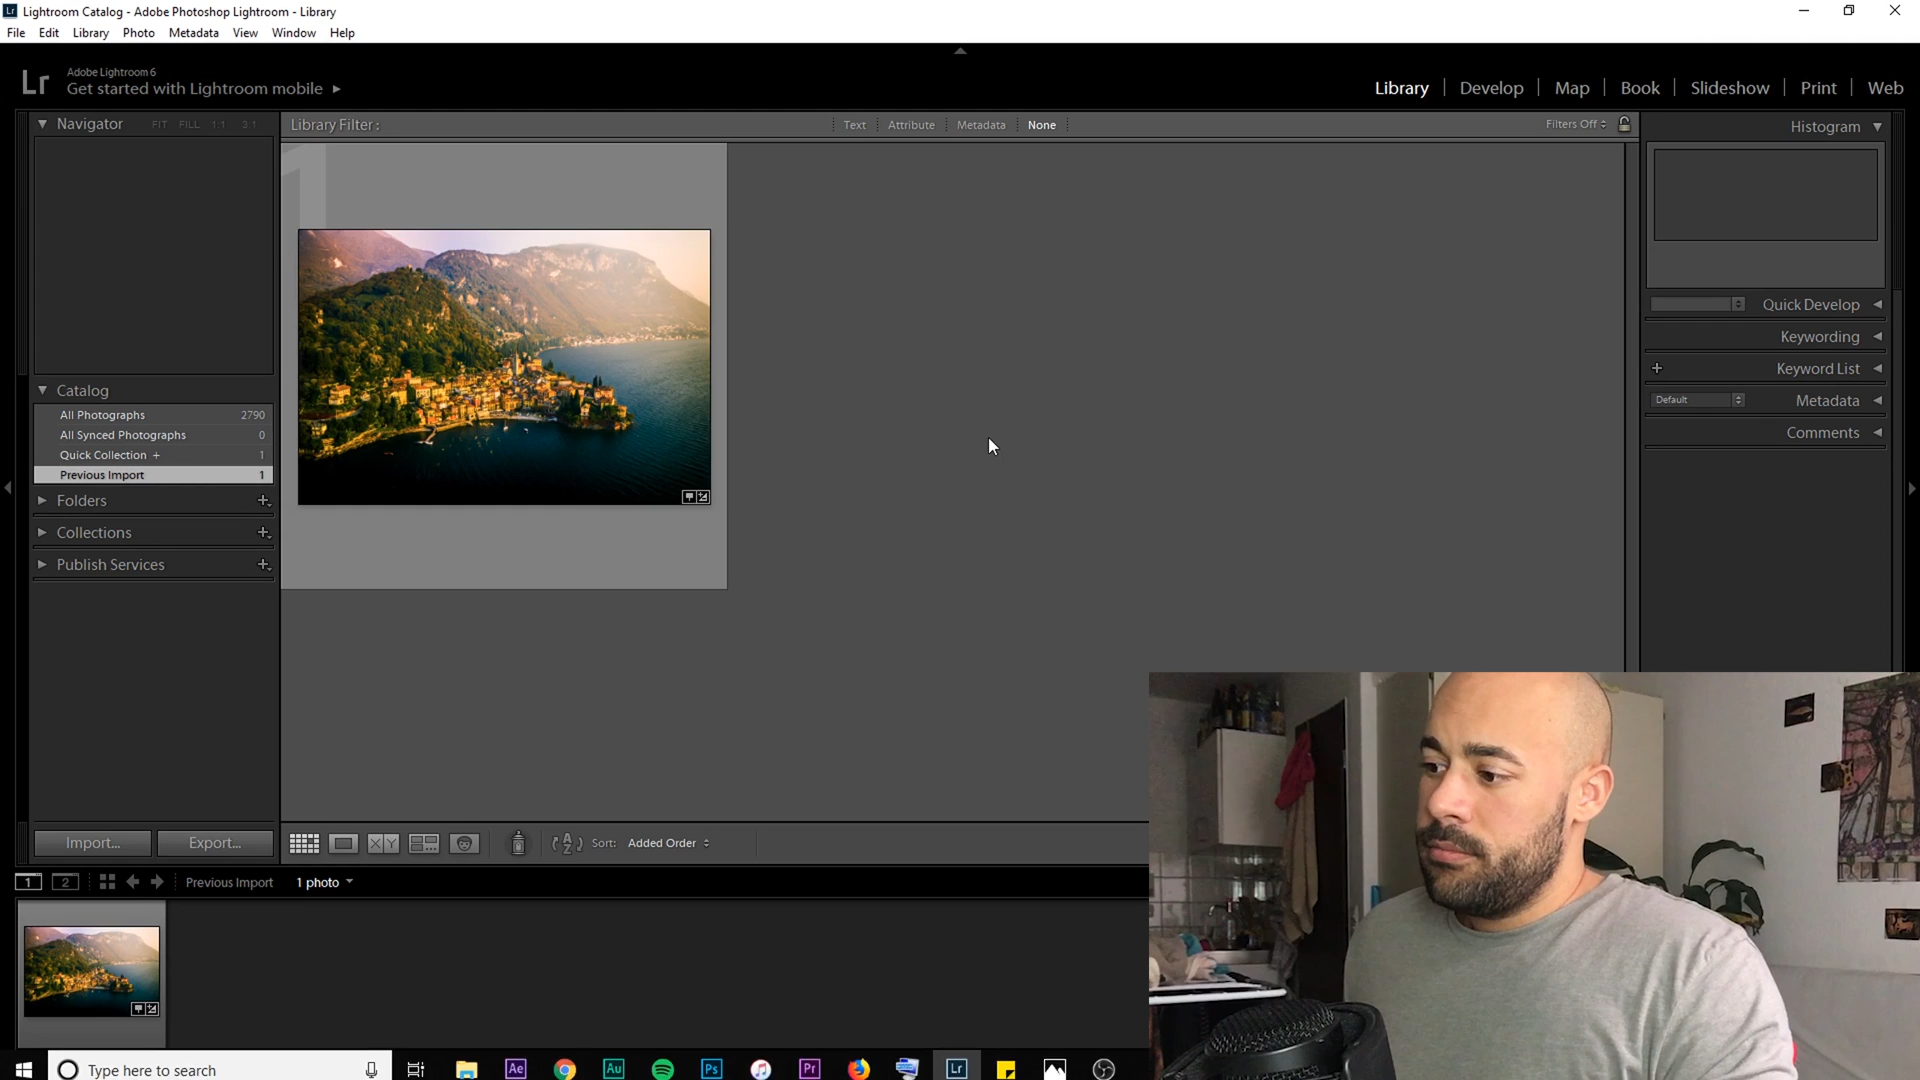 Lightroom Catalog - Adobe Photoshop Lightroom - Library
File Edit Library Photo Metadata View Window Help
Lr
Adobe Lightroom 6
Get started with Lightroom mobile
Library Develop Map Book Slideshow Print Web
Navigator FIT FILL 1:1 3:1
Library Filter :
Text Attribute Metadata None
Filters Off
Histogram
1
Quick Develop
Keywording
Keyword List
Default Metadata
Comments
Catalog
All Photographs 2790
All Synced Photographs 0
Quick Collection + 1
Previous Import 1
Folders
Collections
Publish Services
Import... Export...
XY
Sort: Added Order
1 2 Previous Import 1 photo
Type here to search
Ae Au Ps Pr Lr